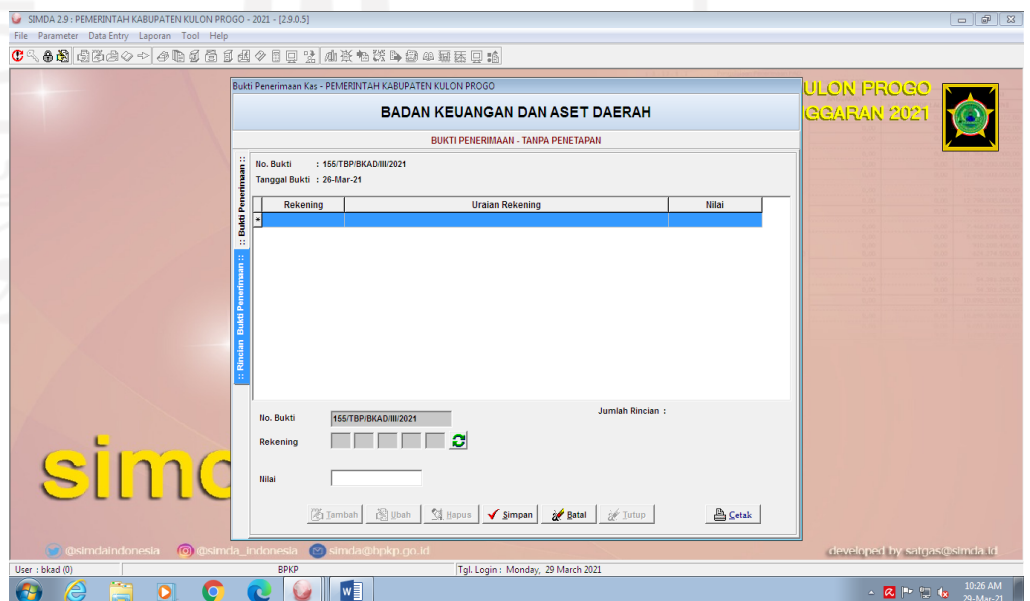 SIMDA 2.9 : PEMERINTAH KABUPATEN KULON PROGO - 2021 - [2.9.0.5]
File Parameter Data Entry Laporan Tool Help
ULON PROGO
GGARAN 2021
Bukti Penerimaan Kas - PEMERINTAH KABUPATEN KULON PROGO
BADAN KEUANGAN DAN ASET DAERAH
BUKTI PENERIMAAN - TANPA PENETAPAN
:: Bukti Penerimaan ::
:: Rincian Bukti Penerimaan ::
No. Bukti : 155/TBP/BKAD/III/2021
Tanggal Bukti : 26-Mar-21
Rekening Uraian Rekening Nilai
Jumlah Rincian :
No. Bukti 155/TBP/BKAD/III/2021
Rekening
Nilai
Tambah Ubah Hapus Simpan Batal Tutup Cetak
simd
@simdaindonesia @simda_indonesia simda@bpkp.go.id developed by satgas@simda.id
User : bkad (0) BPKP Tgl. Login : Monday, 29 March 2021
10:26 AM
29-Mar-21